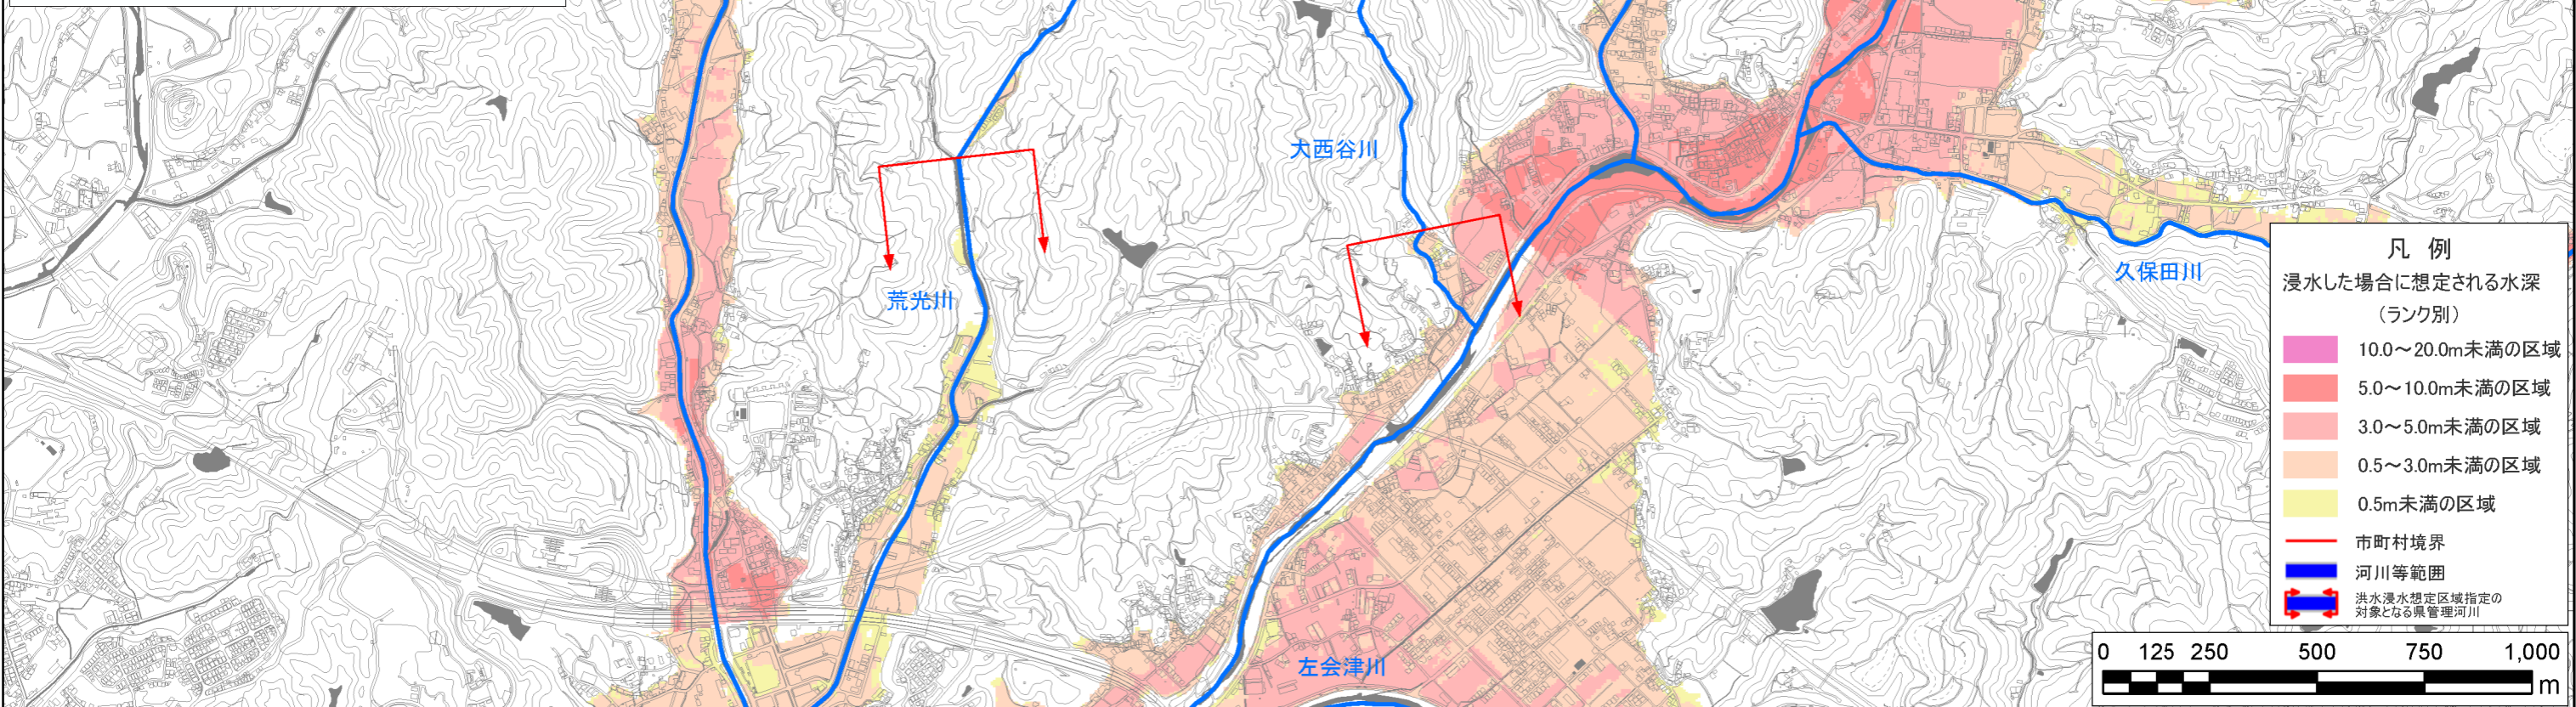 犬西谷川
荒光川
久保田川
左会津川
凡 例
浸水した場合に想定される水深
（ランク別）
10.0～20.0m未満の区域
5.0～10.0m未満の区域
3.0～5.0m未満の区域
0.5～3.0m未満の区域
0.5m未満の区域
市町村境界
河川等範囲
洪水浸水想定区域指定の
対象となる県管理河川
0 125 250 500 750 1,000
m